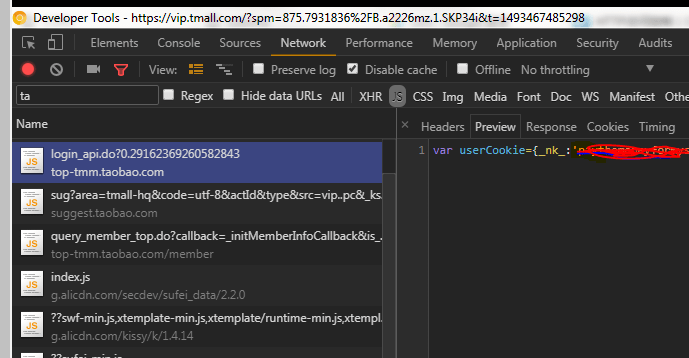 Developer Tools - https://vip.tmall.com/?spm=875.7931836%2FB.a2226mz.1.SKP34i&t=1493467485298
Elements Console Sources Network Performance Memory Application Security Audits
View: Preserve log Disable cache Offline No throttling
ta Regex Hide data URLs All XHR JS CSS Img Media Font Doc WS Manifest Othe
Name
Headers Preview Response Cookies Timing
login_api.do?0.29162369260582843
top-tmm.taobao.com
sug?area=tmall-hq&code=utf-8&actId&type&src=vip..pc&_ks.
suggest.taobao.com
query_member_top.do?callback=_initMemberInfoCallback&is_.
top-tmm.taobao.com/member
index.js
g.alicdn.com/secdev/sufei_data/2.2.0
??swf-min.js,xtemplate-min.js,xtemplate/runtime-min.js,xtempl.
g.alicdn.com/kissy/k/1.4.14
1 var userCookie={_nk_:'
JS
JS
JS
JS
JS